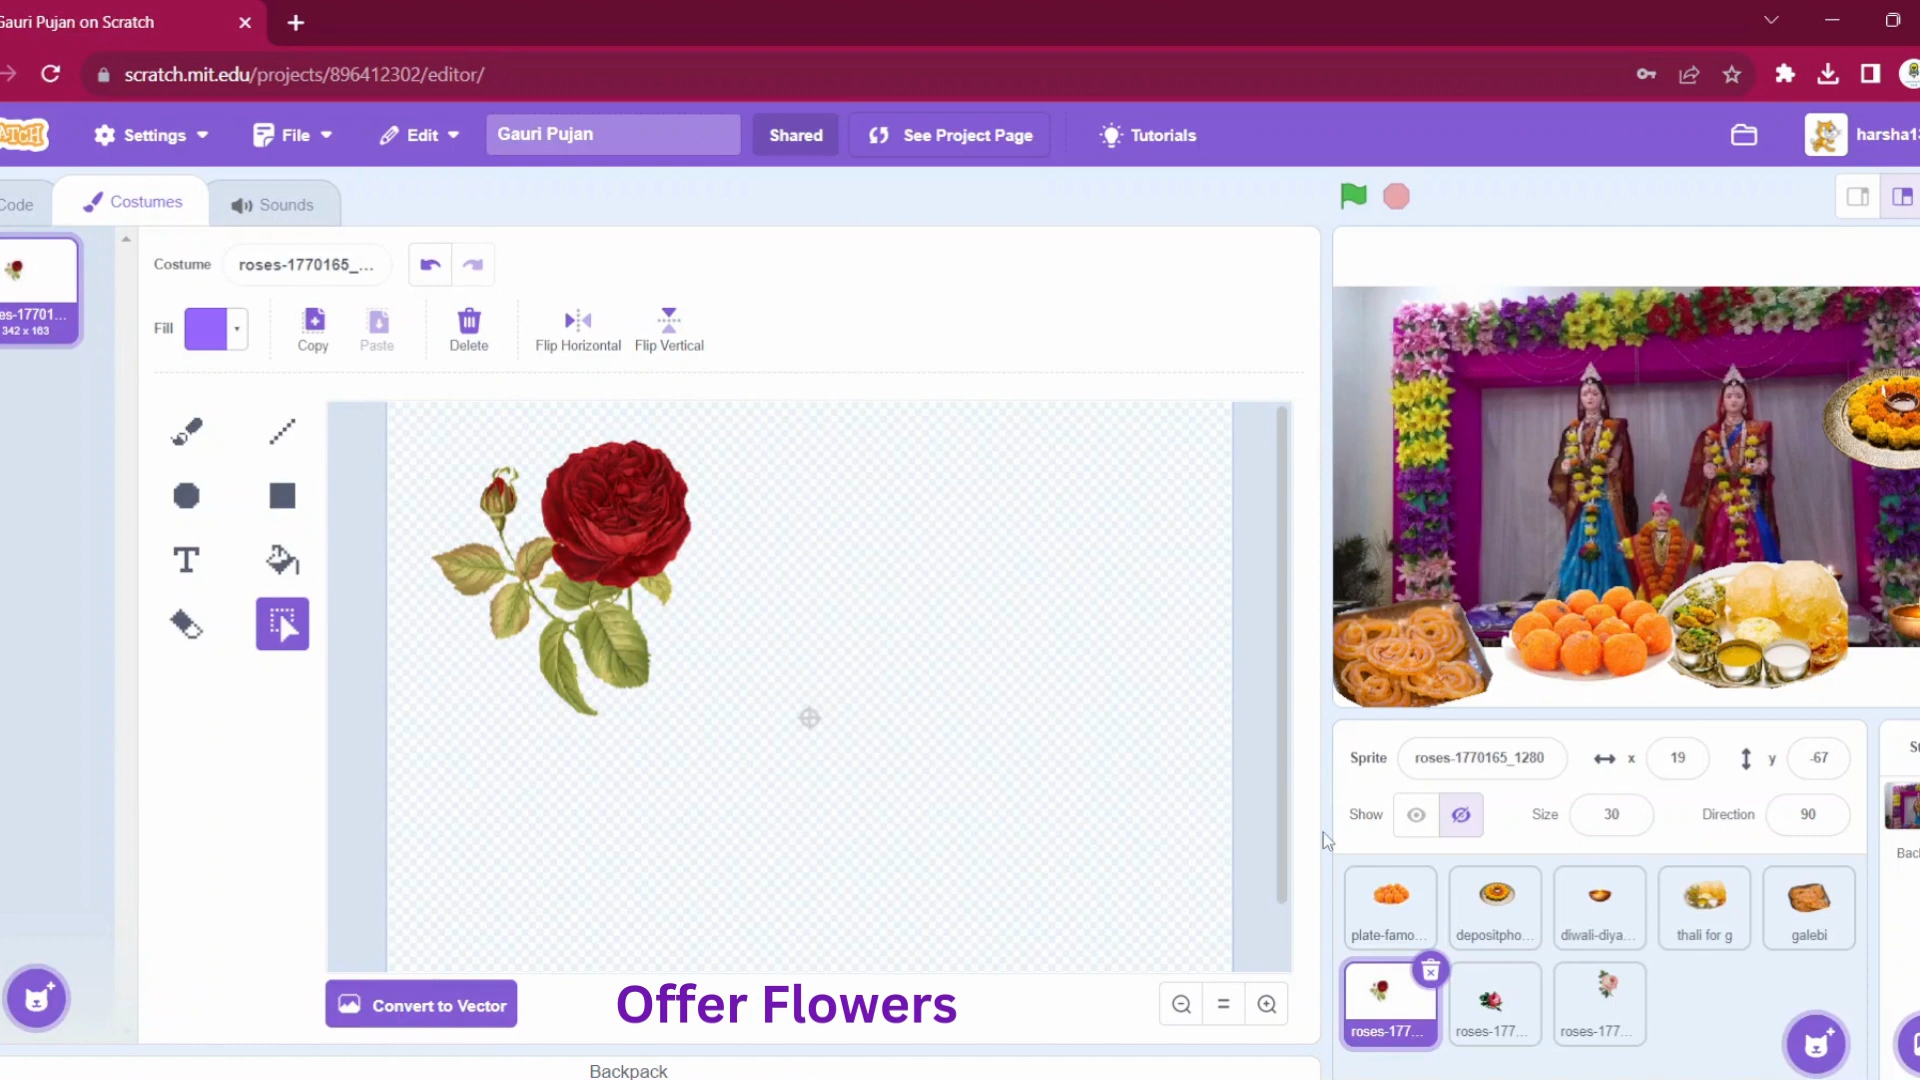 Gauri Pujan on Scratch
scratch.mit.edu/projects/896412302/editor/
Settings
File
Edit
Gauri Pujan
Shared
See Project Page
Tutorials
harsha1
Code
Costumes
Sounds
es-17701...
342 x 163
Costume
roses-1770165_...
Fill
Copy
Paste
Delete
Flip Horizontal
Flip Vertical
T
Convert to Vector
Offer Flowers
Backpack
Sprite
roses-1770165_1280
x
19
y
-67
Show
Size
30
Direction
90
plate-famo...
depositpho...
diwali-diya...
thali for g
galebi
roses-177...
roses-177...
roses-177...